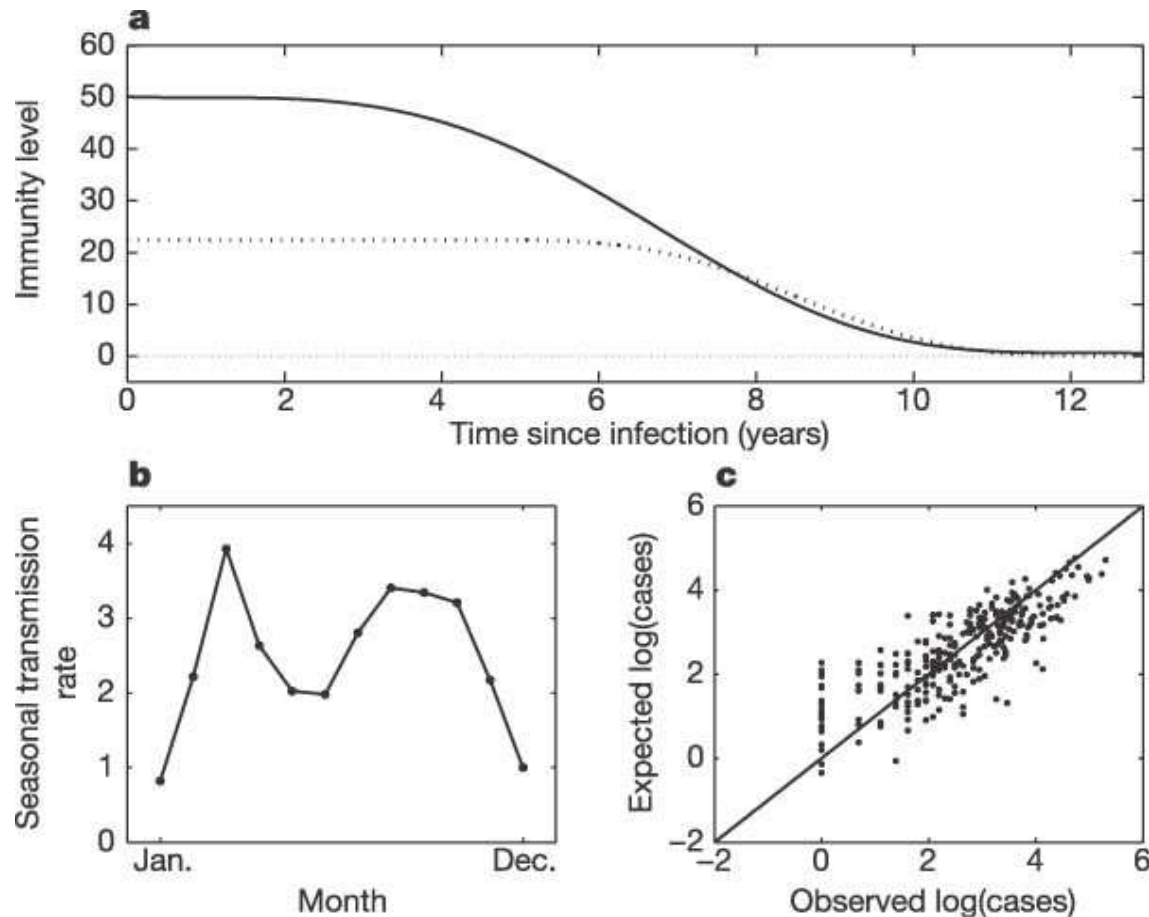 a
60
50
40
30
20
10
0
Immunity level
0 2 4 6 8 10 12
Time since infection (years)
b
4
3
2
1
0
Seasonal transmission
rate
Jan. Dec.
Month
c
6
4
2
0
−2
Expected log(cases)
−2 0 2 4 6
Observed log(cases)